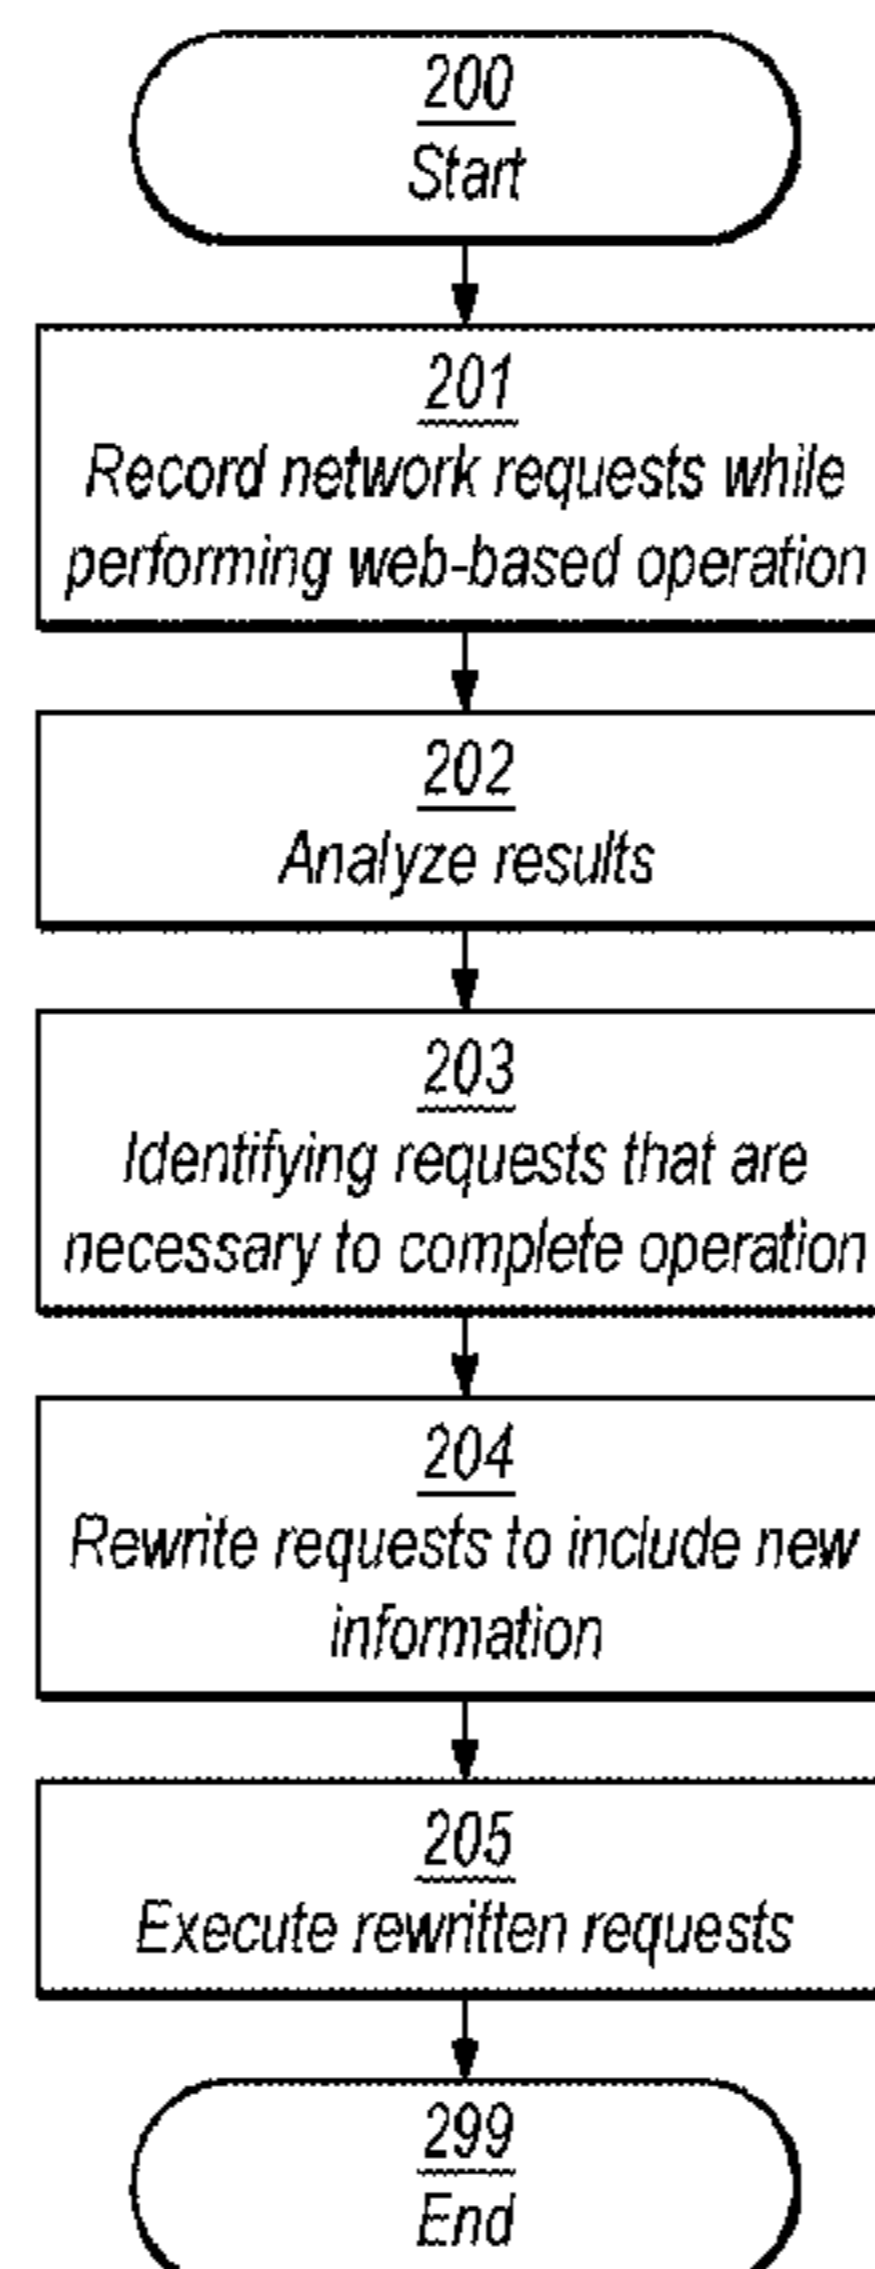 200
Start
201
Record network requests while
performing web-based operation
202
Analyze results
203
Identifying requests that are
necessary to complete operation
204
Rewrite requests to include new
information
205
Execute rewritten requests
299
End